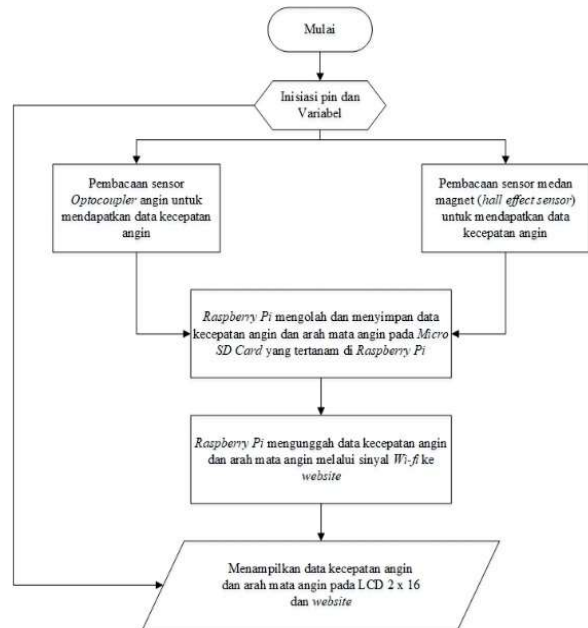 Mulai
Inisiasi pin dan
Variabel
Pembacaan sensor
Optocoupler angin untuk
mendapatkan data kecepatan
angin
Pembacaan sensor medan
magnet (hall effect sensor)
untuk mendapatkan data
kecepatan angin
Raspberry Pi mengolah dan menyimpan data
kecepatan angin dan arah mata angin pada Micro
SD Card yang tertanam di Raspberry Pi
Raspberry Pi mengunggah data kecepatan angin
dan arah mata angin melalui sinyal Wi-fi ke
website
Menampilkan data kecepatan angin
dan arah mata angin pada LCD 2 x 16
dan website